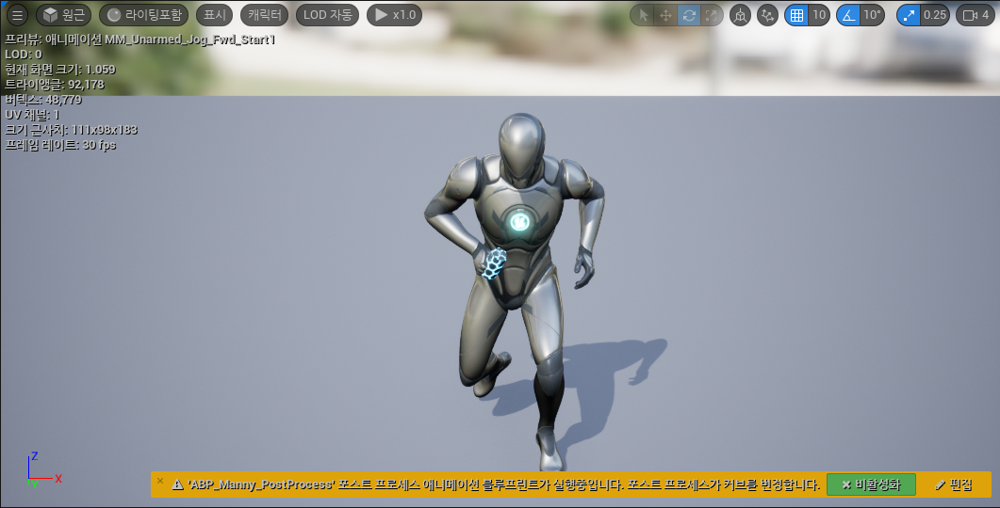 원근 라이팅포함 표시 캐릭터 LOD 자동 x1.0 10 10° 0.25 4
프리뷰: 애니메이션 MM_Unarmed_Jog_Fwd_Start1
LOD: 0
현재 화면 크기: 1.059
트라이앵글: 92,178
버텍스: 48,779
UV 채널: 1
크기 근사치: 111x98x183
프레임 레이트: 30 fps
Z
X
'ABP_Manny_PostProcess' 포스트 프로세스 애니메이션 블루프린트가 실행중입니다. 포스트 프로세스가 커브를 변경합니다. 비활성화 편집